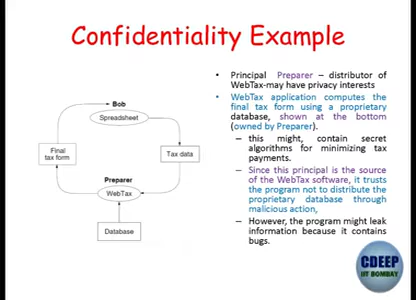 Confidentiality Example
Bob
Spreadsheet
Final
tax form
Tax data
Preparer
WebTax
Database
• Principal Preparer – distributor of
WebTax-may have privacy interests
• WebTax application computes the
final tax form using a proprietary
database, shown at the bottom
(owned by Preparer).
– this might, contain secret
algorithms for minimizing tax
payments.
– Since this principal is the source
of the WebTax software, it trusts
the program not to distribute the
proprietary database through
malicious action,
– However, the program might leak
information because it contains
bugs.
CDEEP
IIT BOMBAY